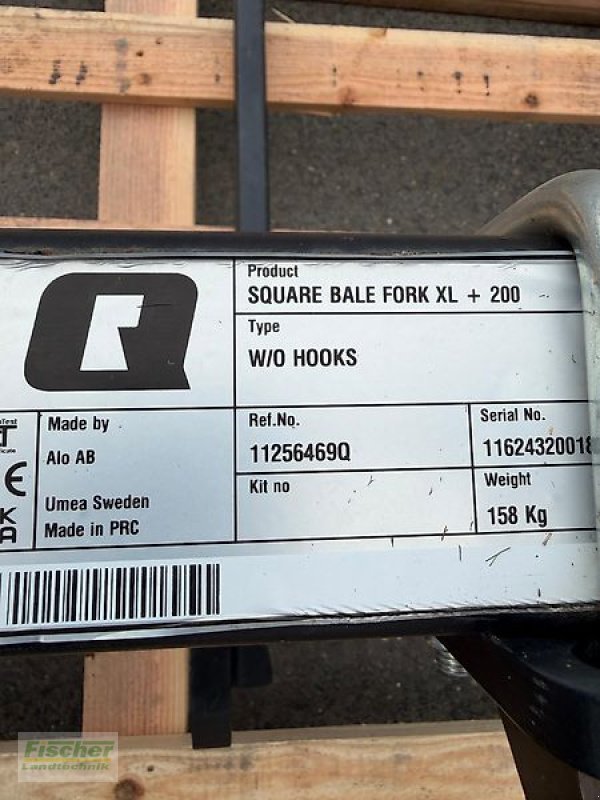 Product
SQUARE BALE FORK XL + 200
Type
W/O HOOKS
Made by
Alo AB
Umea Sweden
Made in PRC
Ref.No.
11256469Q
Kit no
Serial No.
11624320018
Weight
158 Kg
CE
Fischer
Landtechnik